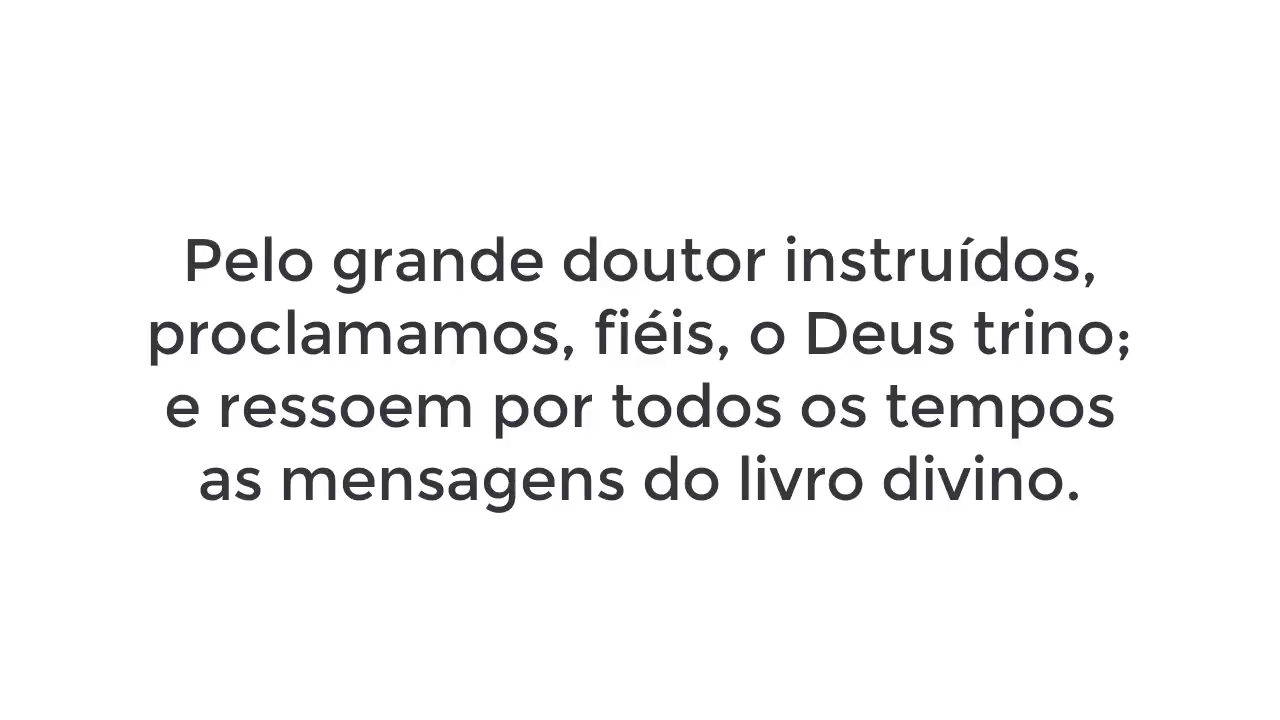 Pelo grande doutor instruídos,
proclamamos, fiéis, o Deus trino;
e ressoem por todos os tempos
as mensagens do livro divino.